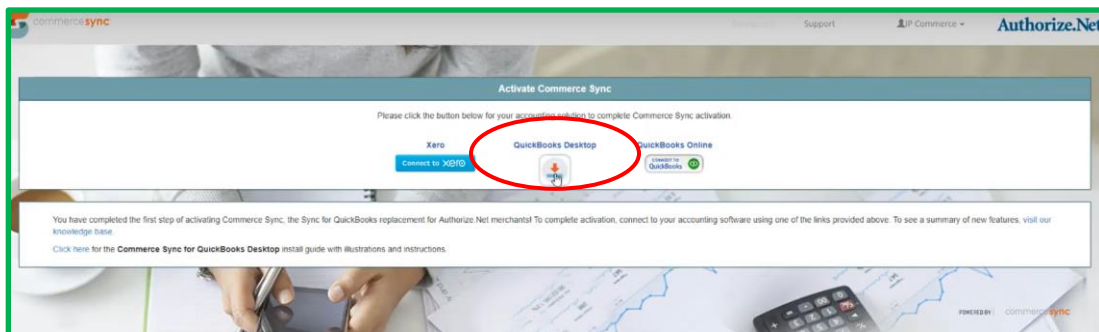 commercesync
Support
IP Commerce
Authorize.Net
Activate Commerce Sync
Please click the button below for your accounting solution to complete Commerce Sync activation.
Xero
QuickBooks Desktop
QuickBooks Online
Connect to xero
CONNECT TO
QuickBooks
qb
You have completed the first step of activating Commerce Sync, the Sync for QuickBooks replacement for Authorize.Net merchants! To complete activation, connect to your accounting software using one of the links provided above. To see a summary of new features, visit our
knowledge base.
Click here for the Commerce Sync for QuickBooks Desktop install guide with illustrations and instructions.
POWERED BY
commercesync